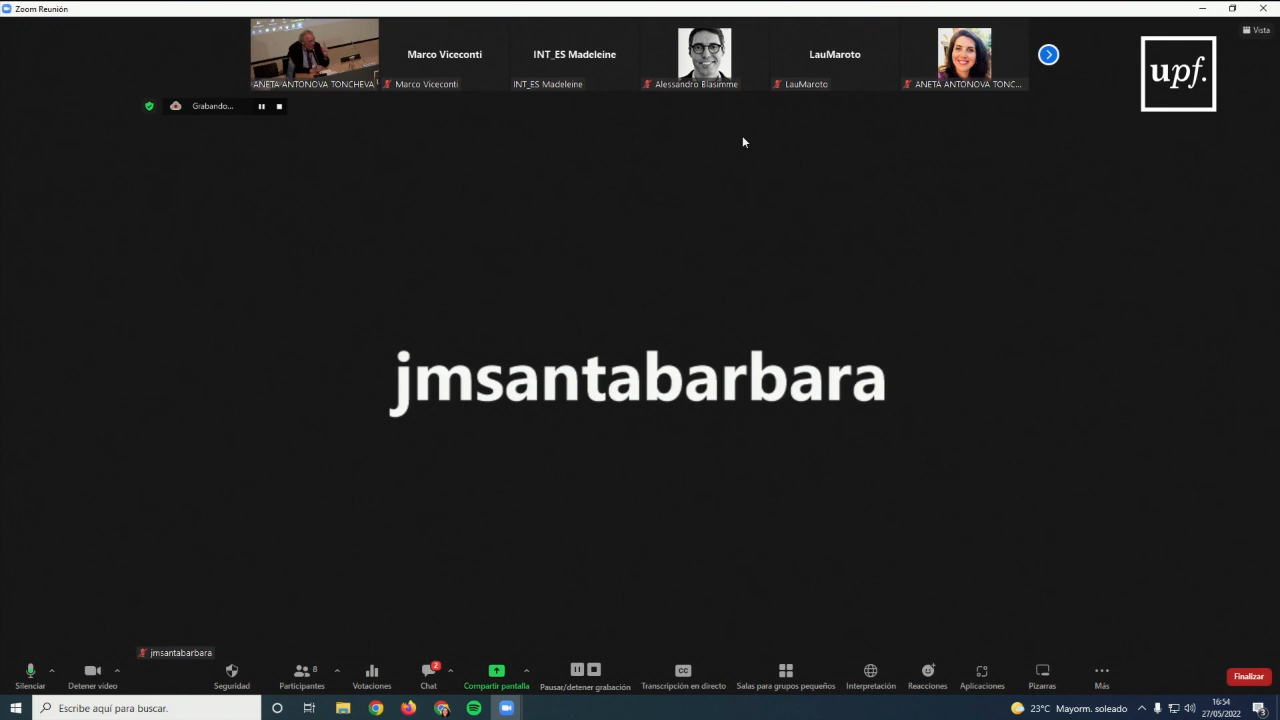 Zoom Reunión
Marco Viceconti
INT_ES Madeleine
LauMaroto
ANETA ANTONOVA TONCHEVA
Marco Viceconti
INT_ES Madeleine
Alessandro Blasimme
LauMaroto
ANETA ANTONOVA TONC...
Vista
upf.
Grabando...
jmsantabarbara
jmsantabarbara
Silenciar
Detener vídeo
Seguridad
8
Participantes
Votaciones
2
Chat
Compartir pantalla
Pausar/detener grabación
CC
Transcripción en directo
Salas para grupos pequeños
Interpretación
Reacciones
Aplicaciones
Pizarras
Más
Finalizar
Escribe aquí para buscar.
23°C Mayorm. soleado
16:54
27/05/2022
3